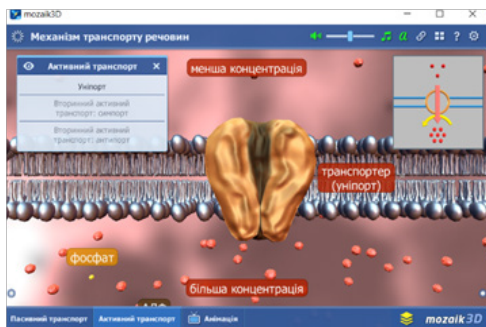 mozaik3D
Механізм транспорту речовин
Активний транспорт
Уніпорт
Вторинний активний
транспорт: симпорт
Вторинний активний
транспорт: антипорт
менша концентрація
транспортер
(уніпорт)
фосфат
АДФ
більша концентрація
Пасивний транспорт
Активний транспорт
Анімація
mozaik3D